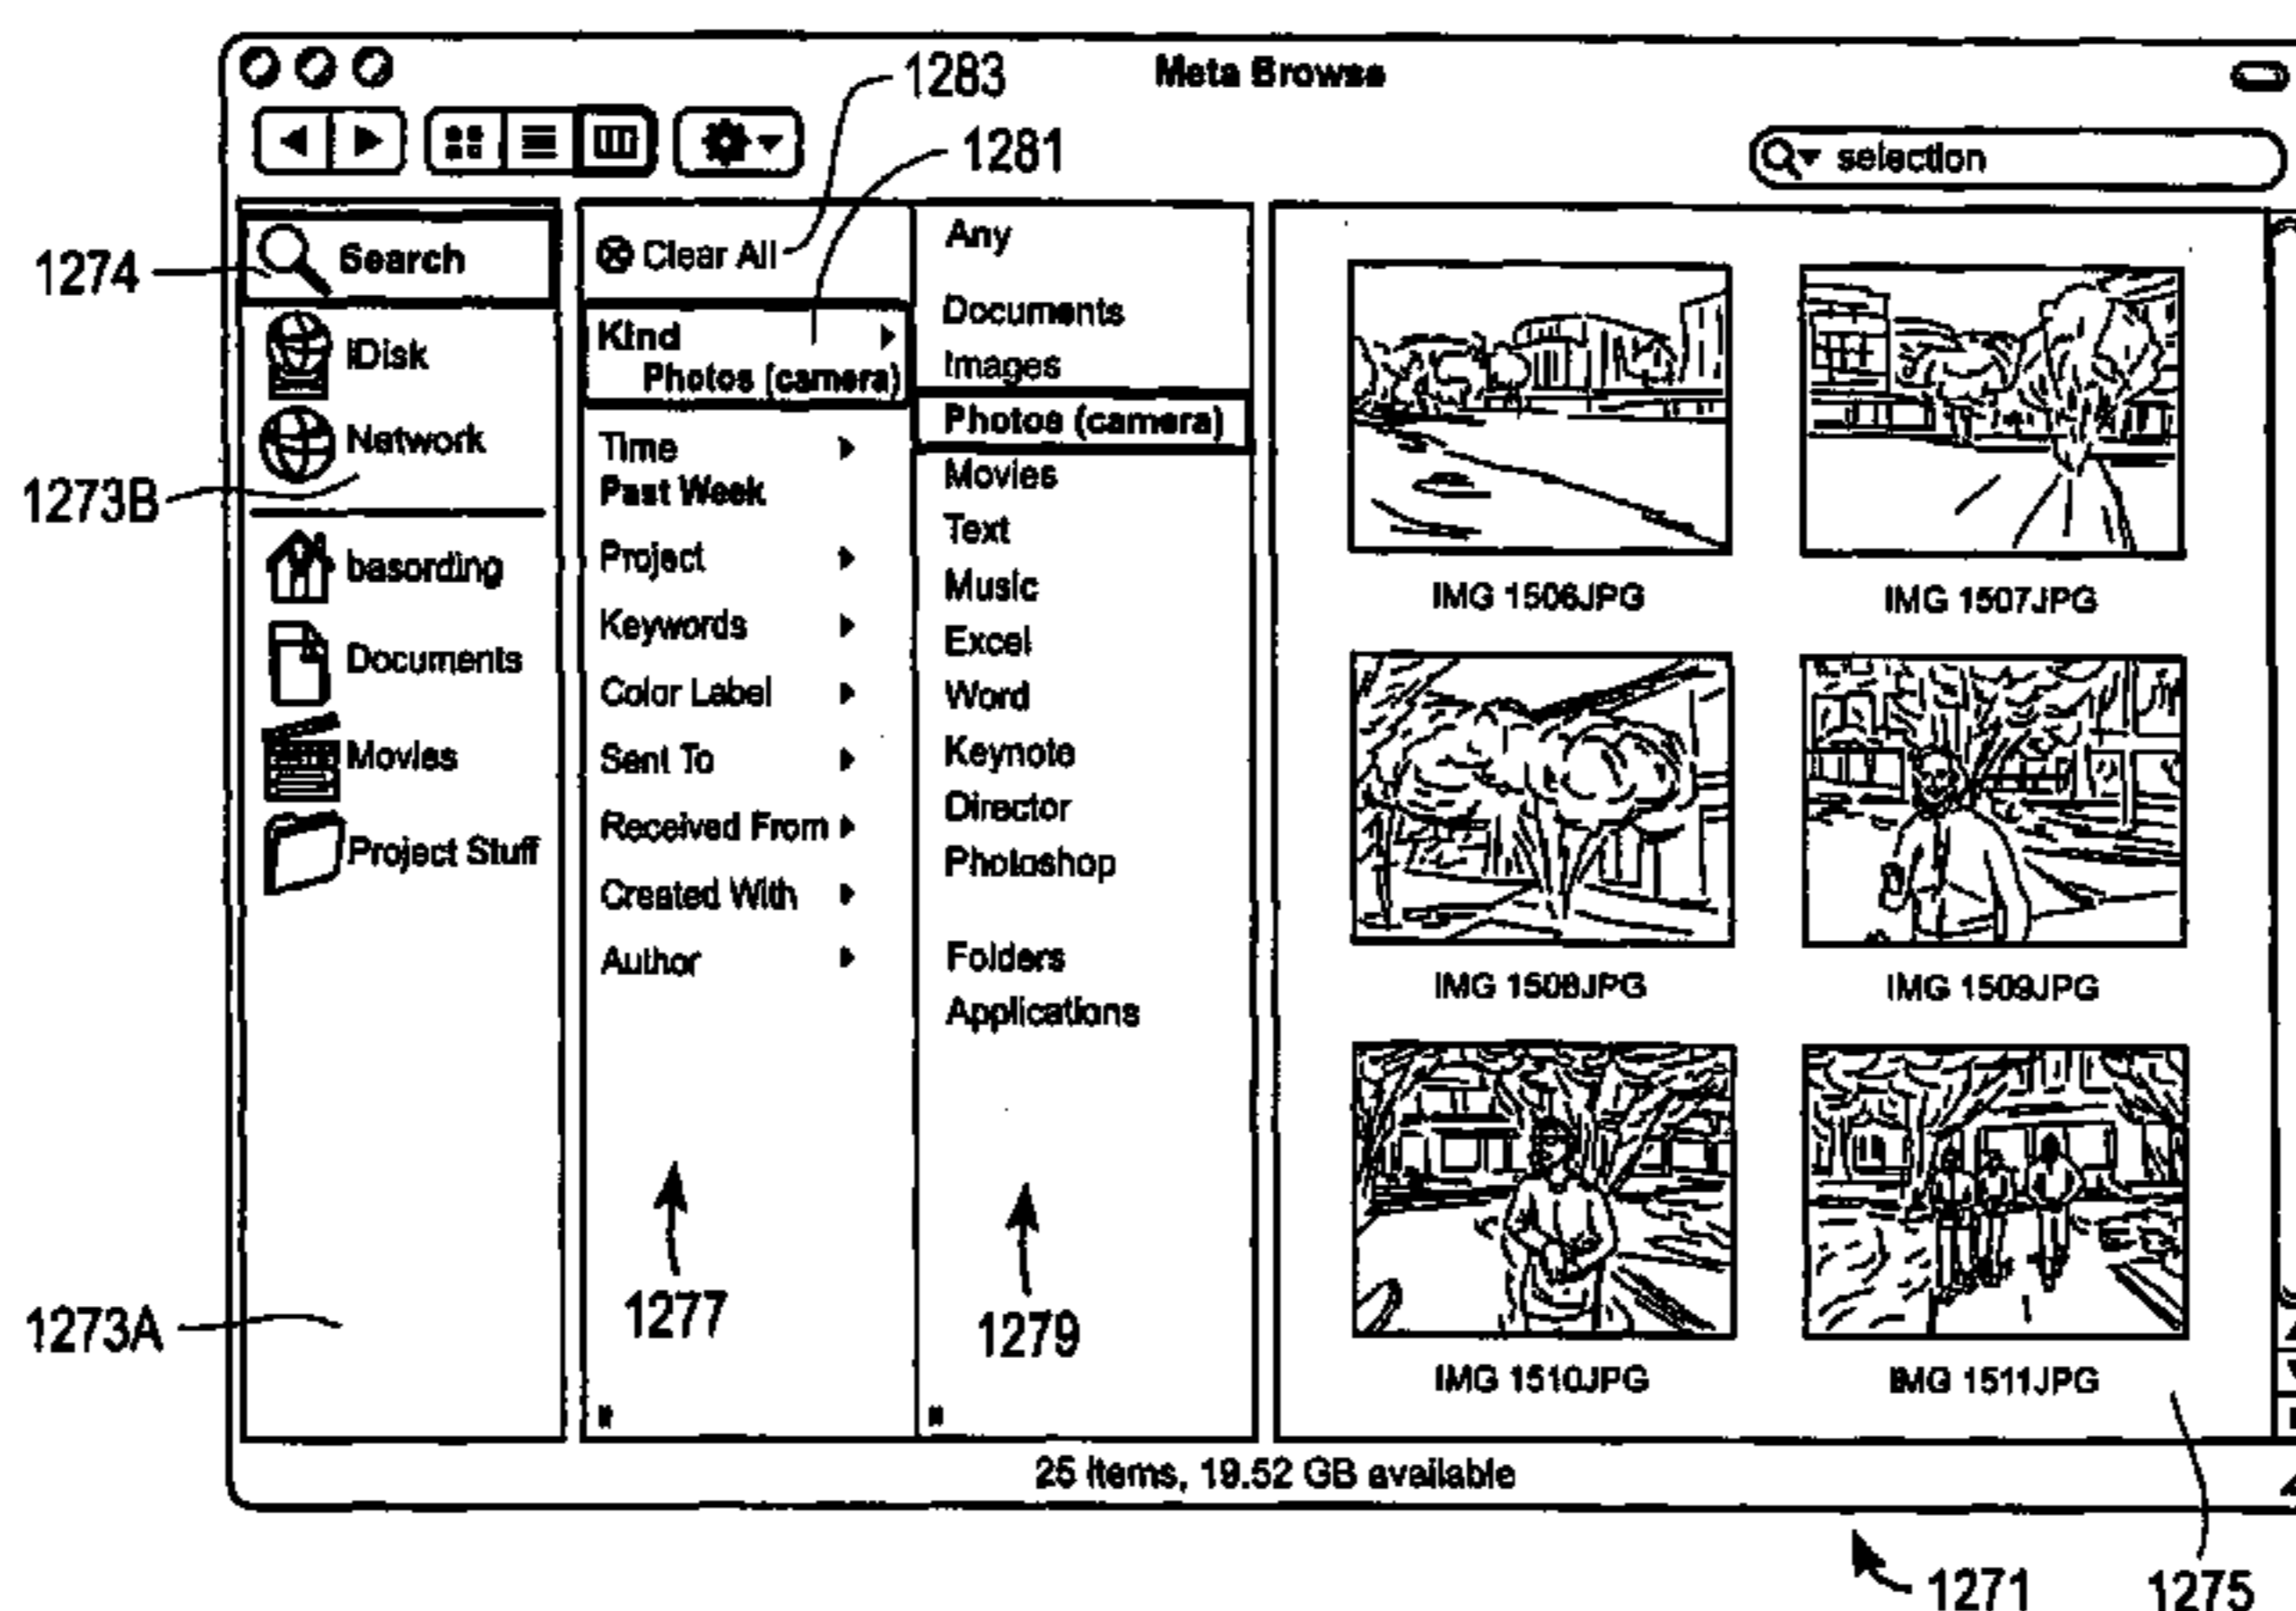 Meta Browse
1283
1281
selection
1274
Search
iDisk
Network
1273B
basording
Documents
Movies
Project Stuff
1273A
Clear All
Kind
Photos (camera)
Time
Past Week
Project
Keywords
Color Label
Sent To
Received From
Created With
Author
1277
Any
Documents
Images
Photos (camera)
Movies
Text
Music
Excel
Word
Keynote
Director
Photoshop
Folders
Applications
1279
IMG 1506JPG
IMG 1507JPG
IMG 1508JPG
IMG 1509JPG
IMG 1510JPG
IMG 1511JPG
25 items, 19.52 GB available
1271
1275